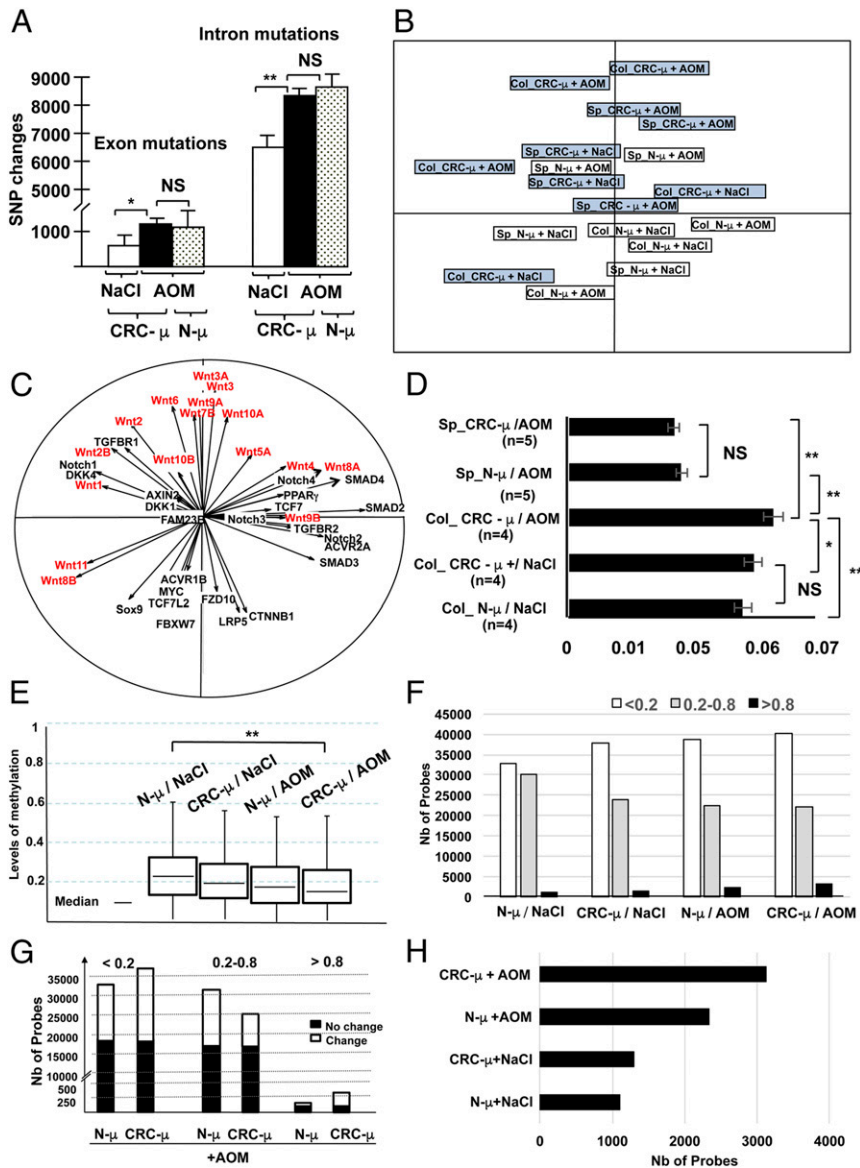 A
Intron mutations
** NS
9000
8000
7000
6000
1000
SNP changes
Exon mutations
* NS
NaCl AOM NaCl AOM
CRC- μ N-μ CRC- μ N-μ
B
Col_CRC-μ + AOM
Col_CRC-μ + AOM
Sp_CRC-μ + AOM
Sp_CRC-μ + AOM
Sp_CRC-μ + NaCl
Sp_N-μ + AOM
Col_CRC-μ + AOM
Sp_N-μ + AOM
Sp_CRC-μ + NaCl
Col_CRC-μ + NaCl
Sp_CRC - μ + AOM
Col_N-μ + AOM
Sp_N-μ + NaCl
Col_N-μ + NaCl
Col_N-μ + NaCl
Col_CRC-μ + NaCl
Sp_N-μ + NaCl
Col_N-μ + AOM
C
Wnt3A
Wnt3
Wnt6
Wnt9A
Wnt7B
Wnt10A
Wnt2
TGFBR1
Wnt2B
Wnt10B
Wnt5A
Notch1
DKK4
Wnt1
Wnt4
Wnt8A
Notch4
SMAD4
AXIN2
DKK1
PPARγ
TCF7
SMAD2
FAM23B
Notch3
Wnt9B
TGFBR2
Notch2
ACVR2A
SMAD3
Wnt11
Wnt8B
ACVR1B
MYC
Sox9
TCF7L2
FZD10
FBXW7
LRP5
CTNNB1
D
Sp_CRC-μ /AOM
(n=5)
Sp_N-μ / AOM
(n=5)
Col_ CRC - μ / AOM
(n=4)
Col_ CRC - μ +/ NaCl
(n=4)
Col_ N-μ / NaCl
(n=4)
NS
**
**
*
**
NS
0 0.01 0.05 0.06 0.07
E
1
0.8
0.6
0.4
0.2
Levels of methylation
**
N-μ / NaCl
CRC-μ / NaCl
N-μ / AOM
CRC-μ / AOM
Median
F
<0.2 0.2-0.8 >0.8
45000
40000
35000
30000
25000
20000
15000
10000
5000
0
Nb of Probes
N-μ / NaCl CRC-μ / NaCl N-μ / AOM CRC-μ / AOM
G
< 0.2 0.2-0.8 > 0.8
35000
30000
25000
20000
15000
10000
500
250
Nb of Probes
No change
Change
N-μ CRC-μ N-μ CRC-μ N-μ CRC-μ
+AOM
H
CRC-μ + AOM
N-μ +AOM
CRC-μ+NaCl
N-μ+NaCl
0 1000 2000 3000 4000
Nb of Probes